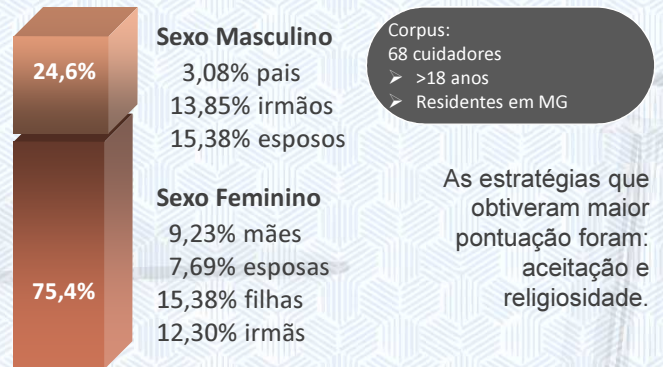 24,6%
Sexo Masculino
3,08% pais
13,85% irmãos
15,38% esposos
75,4%
Sexo Feminino
9,23% mães
7,69% esposas
15,38% filhas
12,30% irmãs
Corpus:
68 cuidadores
➢ >18 anos
➢ Residentes em MG
As estratégias que
obtiveram maior
pontuação foram:
aceitação e
religiosidade.